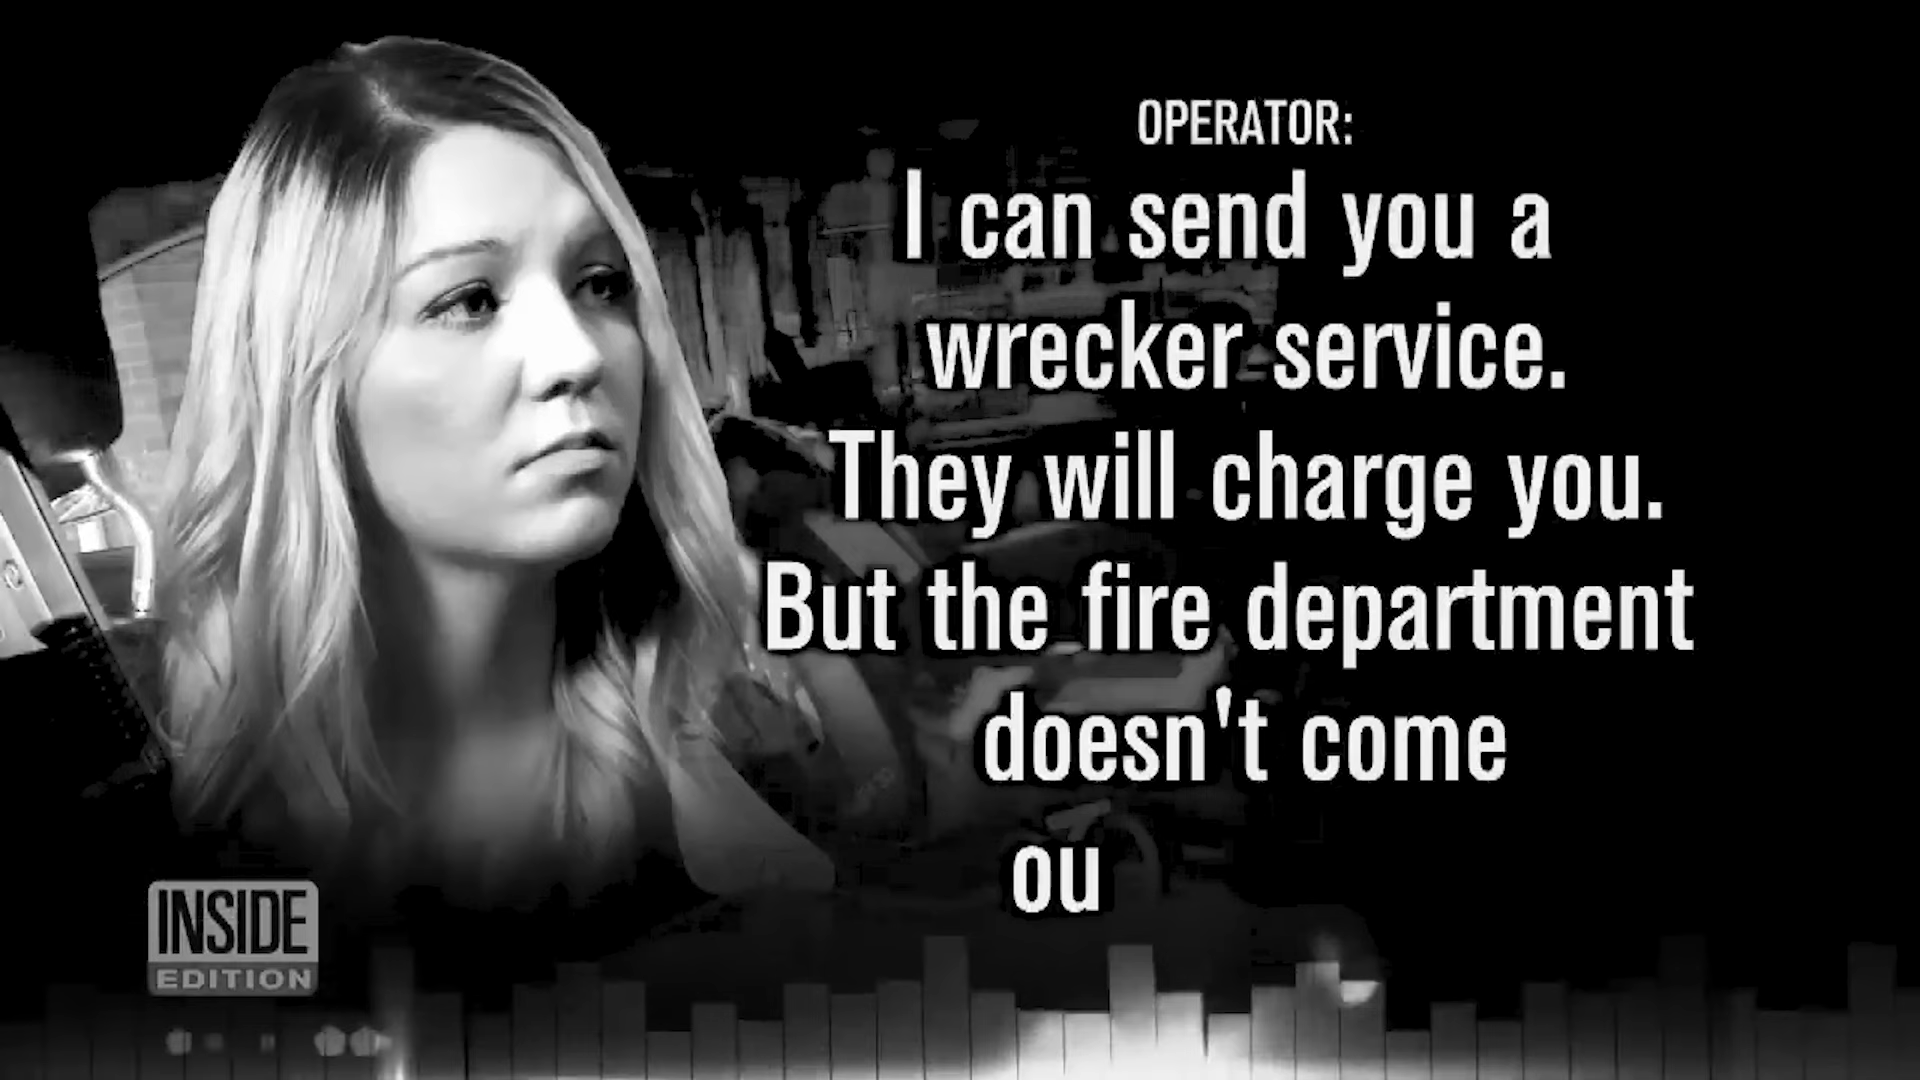 OPERATOR:
I can send you a
wrecker service.
They will charge you.
But the fire department
doesn't come
ou
INSIDE
EDITION